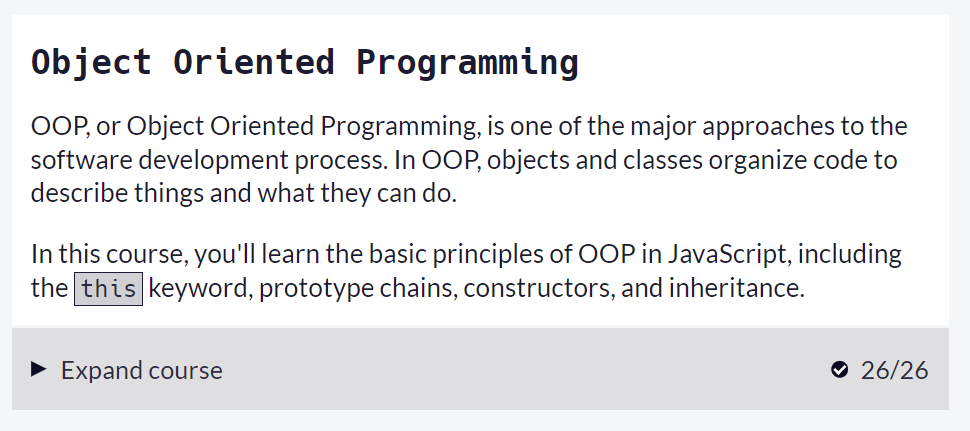 Object Oriented Programming
OOP, or Object Oriented Programming, is one of the major approaches to the
software development process. In OOP, objects and classes organize code to
describe things and what they can do.
In this course, you'll learn the basic principles of OOP in JavaScript, including
the this keyword, prototype chains, constructors, and inheritance.
Expand course 26/26